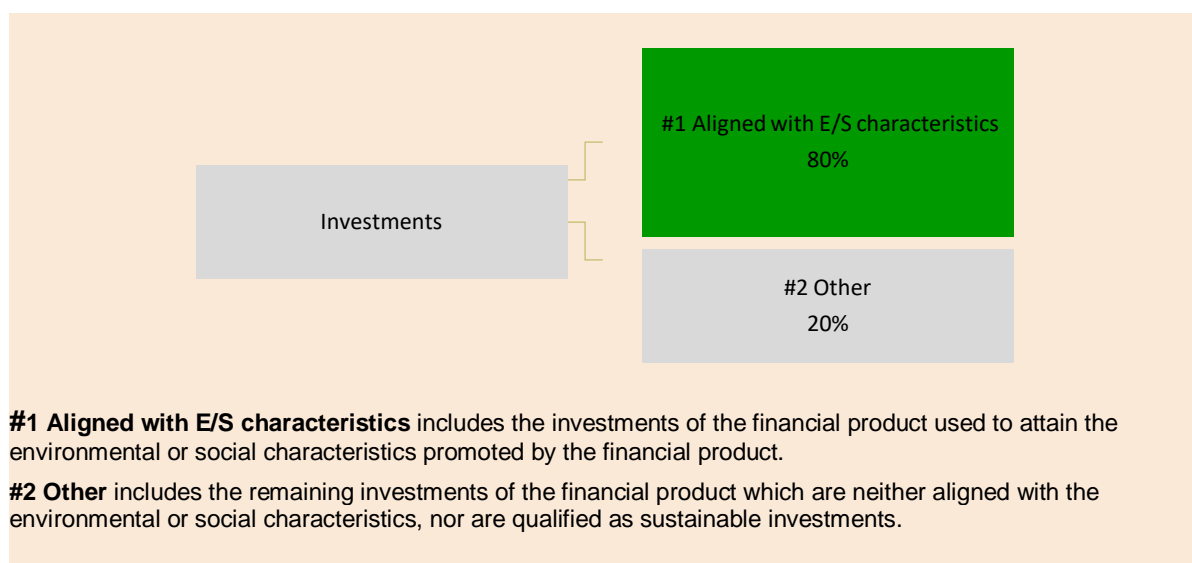 #1 Aligned with E/S characteristics
80%
Investments
#2 Other
20%
#1 Aligned with E/S characteristics includes the investments of the financial product used to attain the
environmental or social characteristics promoted by the financial product.
#2 Other includes the remaining investments of the financial product which are neither aligned with the
environmental or social characteristics, nor are qualified as sustainable investments.